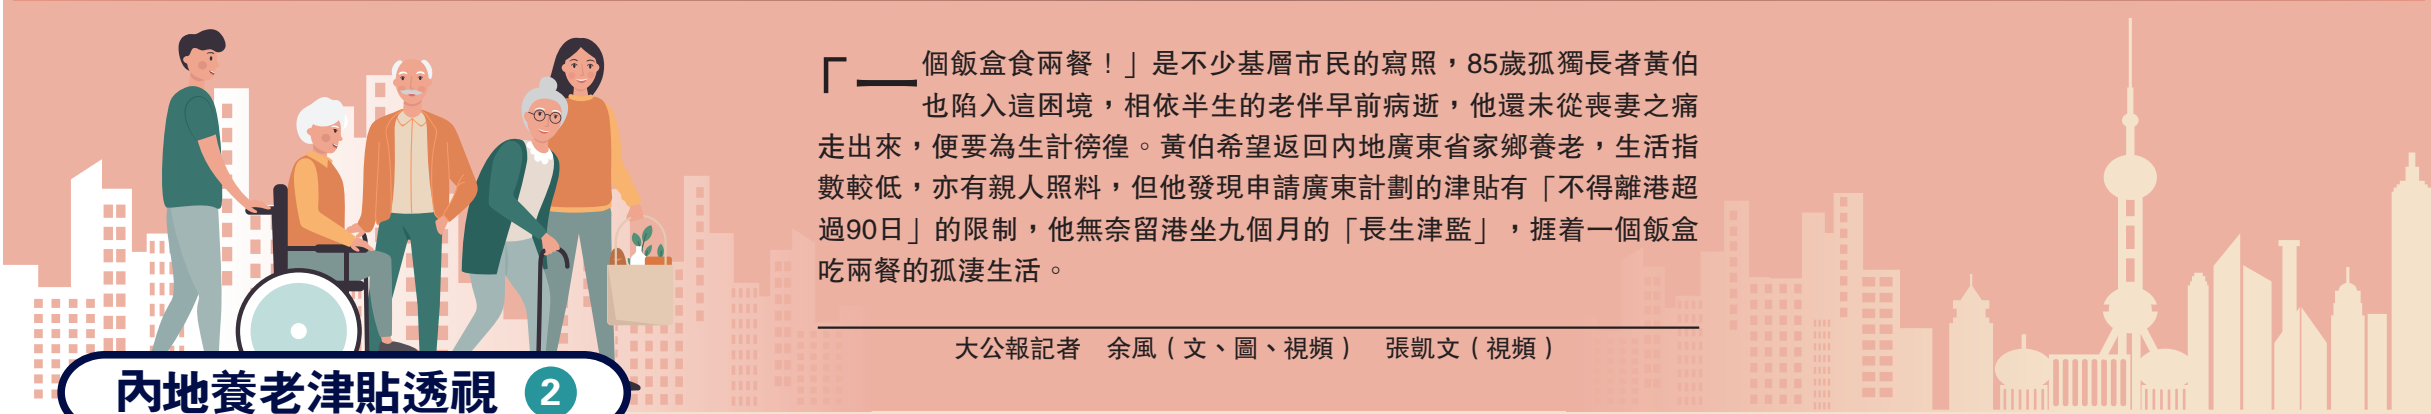 「一個飯盒食兩餐！」是不少基層市民的寫照，85歲孤獨長者黃伯
也陷入這困境，相依半生的老伴早前病逝，他還未從喪妻之痛
走出來，便要為生計徬徨。黃伯希望返回內地廣東省家鄉養老，生活指
數較低，亦有親人照料，但他發現申請廣東計劃的津貼有「不得離港超
過90日」的限制，他無奈留港坐九個月的「長生津監」，捱着一個飯盒
吃兩餐的孤淒生活。
大公報記者　余風（文、圖、視頻）　張凱文（視頻）
內地養老津貼透視 2